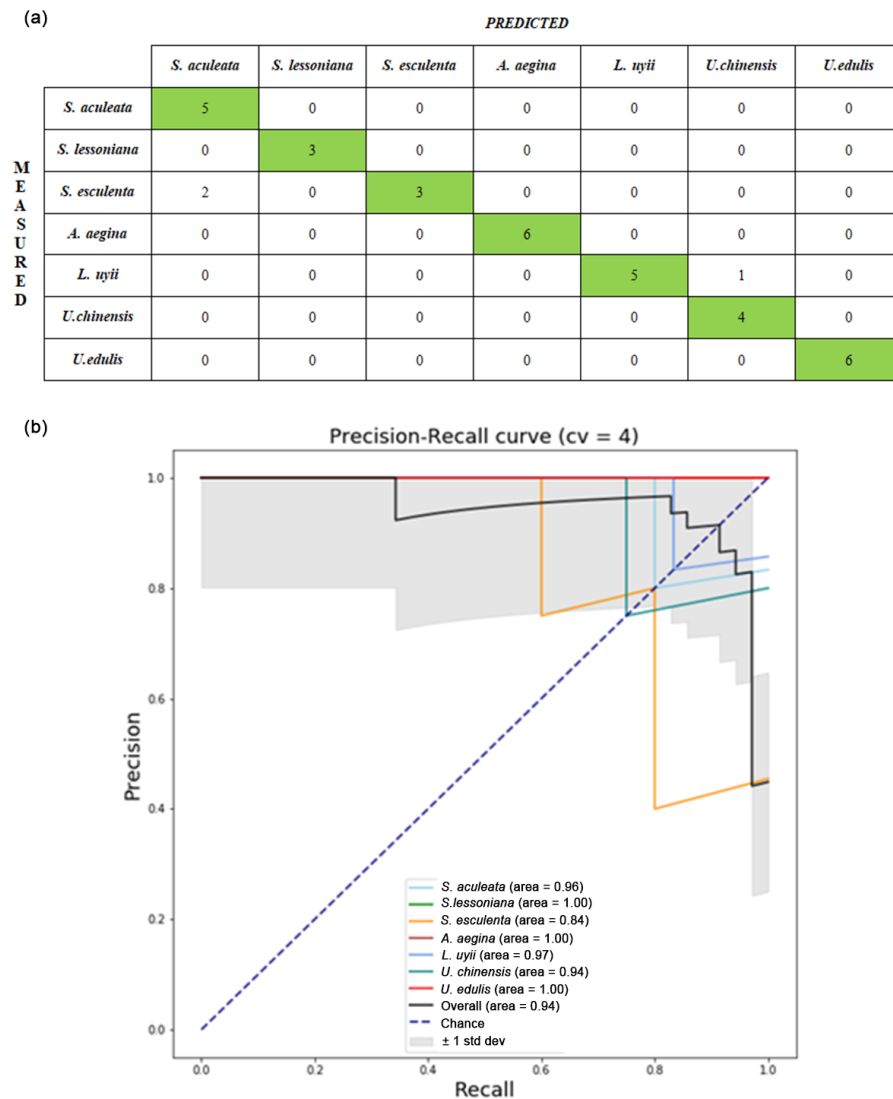 (a)
PREDICTED
S. aculeata S. lessoniana S. esculenta A. aegina L. uyii U.chinensis U.edulis
MEASURED
S. aculeata 5 0 0 0 0 0 0
S. lessoniana 0 3 0 0 0 0 0
S. esculenta 2 0 3 0 0 0 0
A. aegina 0 0 0 6 0 0 0
L. uyii 0 0 0 0 5 1 0
U.chinensis 0 0 0 0 0 4 0
U.edulis 0 0 0 0 0 0 6
(b)
Precision-Recall curve (cv = 4)
Precision
1.0
0.8
0.6
0.4
0.2
0.0
S. aculeata (area = 0.96)
S.lessoniana (area = 1.00)
S. esculenta (area = 0.84)
A. aegina (area = 1.00)
L. uyii (area = 0.97)
U. chinensis (area = 0.94)
U. edulis (area = 1.00)
Overall (area = 0.94)
Chance
± 1 std dev
0.0 0.2 0.4 0.6 0.8 1.0
Recall